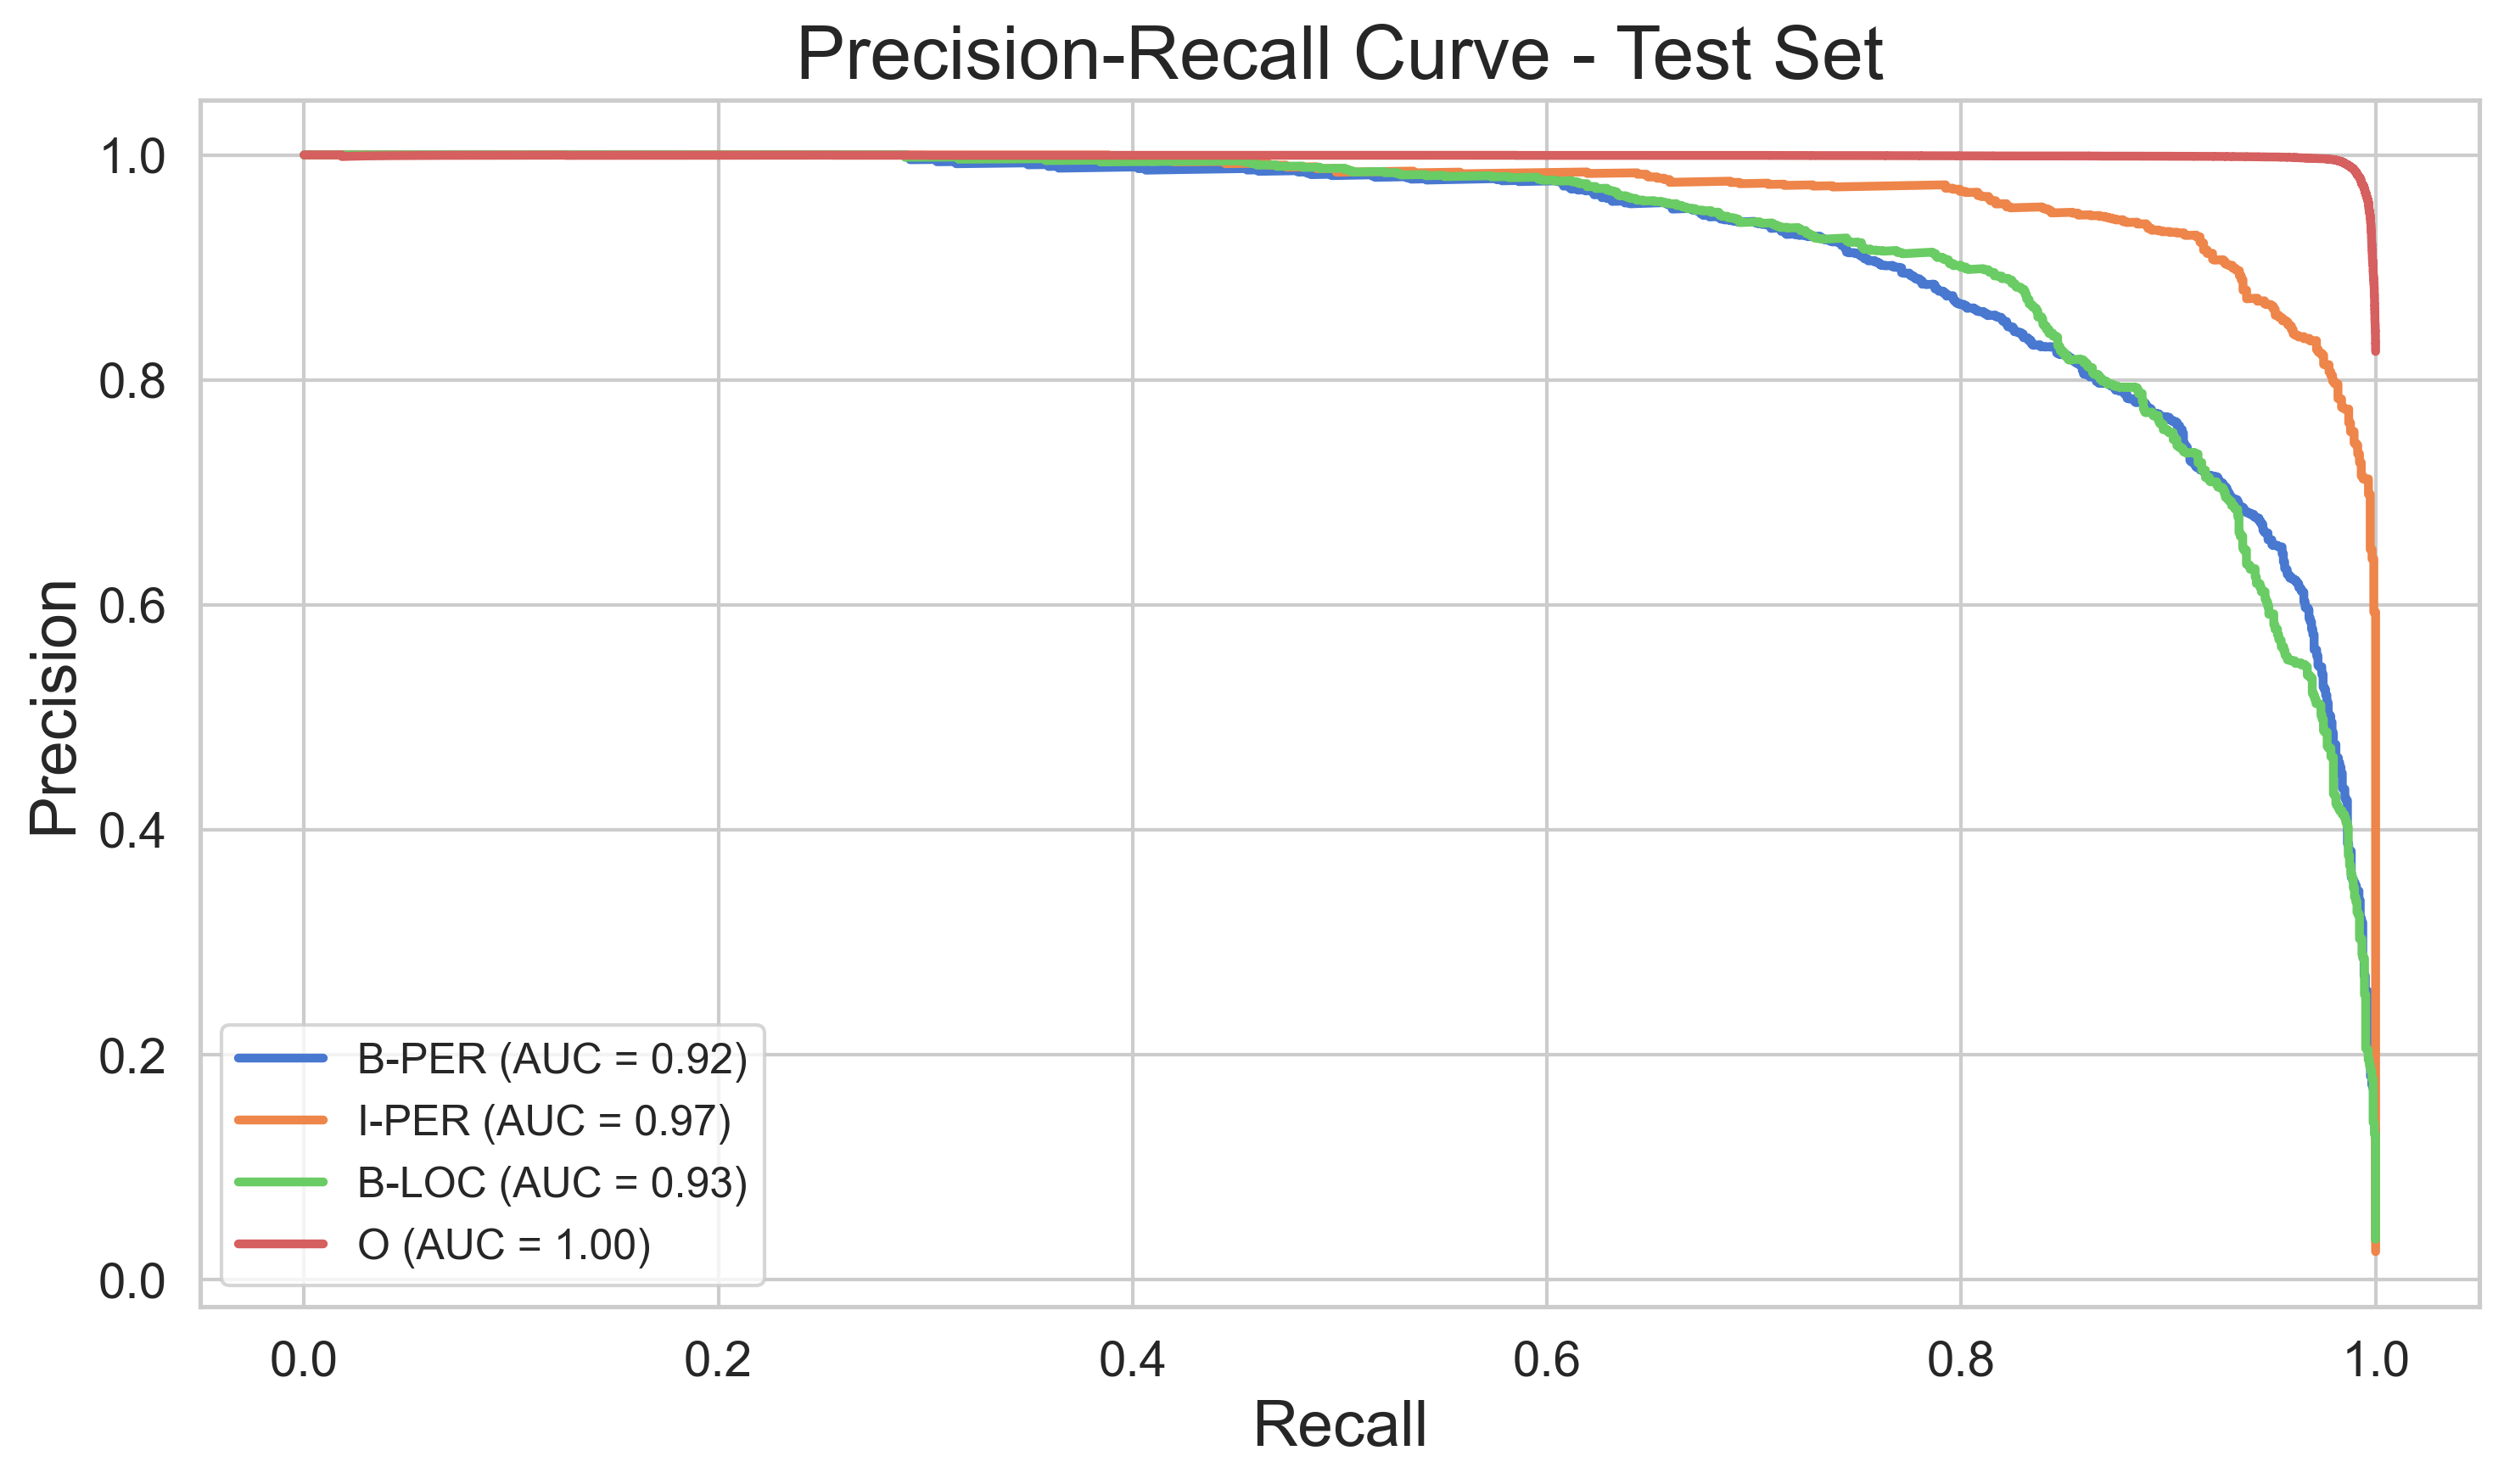 Precision-Recall Curve - Test Set
Precision
1.0
0.8
0.6
0.4
0.2
0.0
B-PER (AUC = 0.92)
I-PER (AUC = 0.97)
B-LOC (AUC = 0.93)
O (AUC = 1.00)
0.0 0.2 0.4 0.6 0.8 1.0
Recall